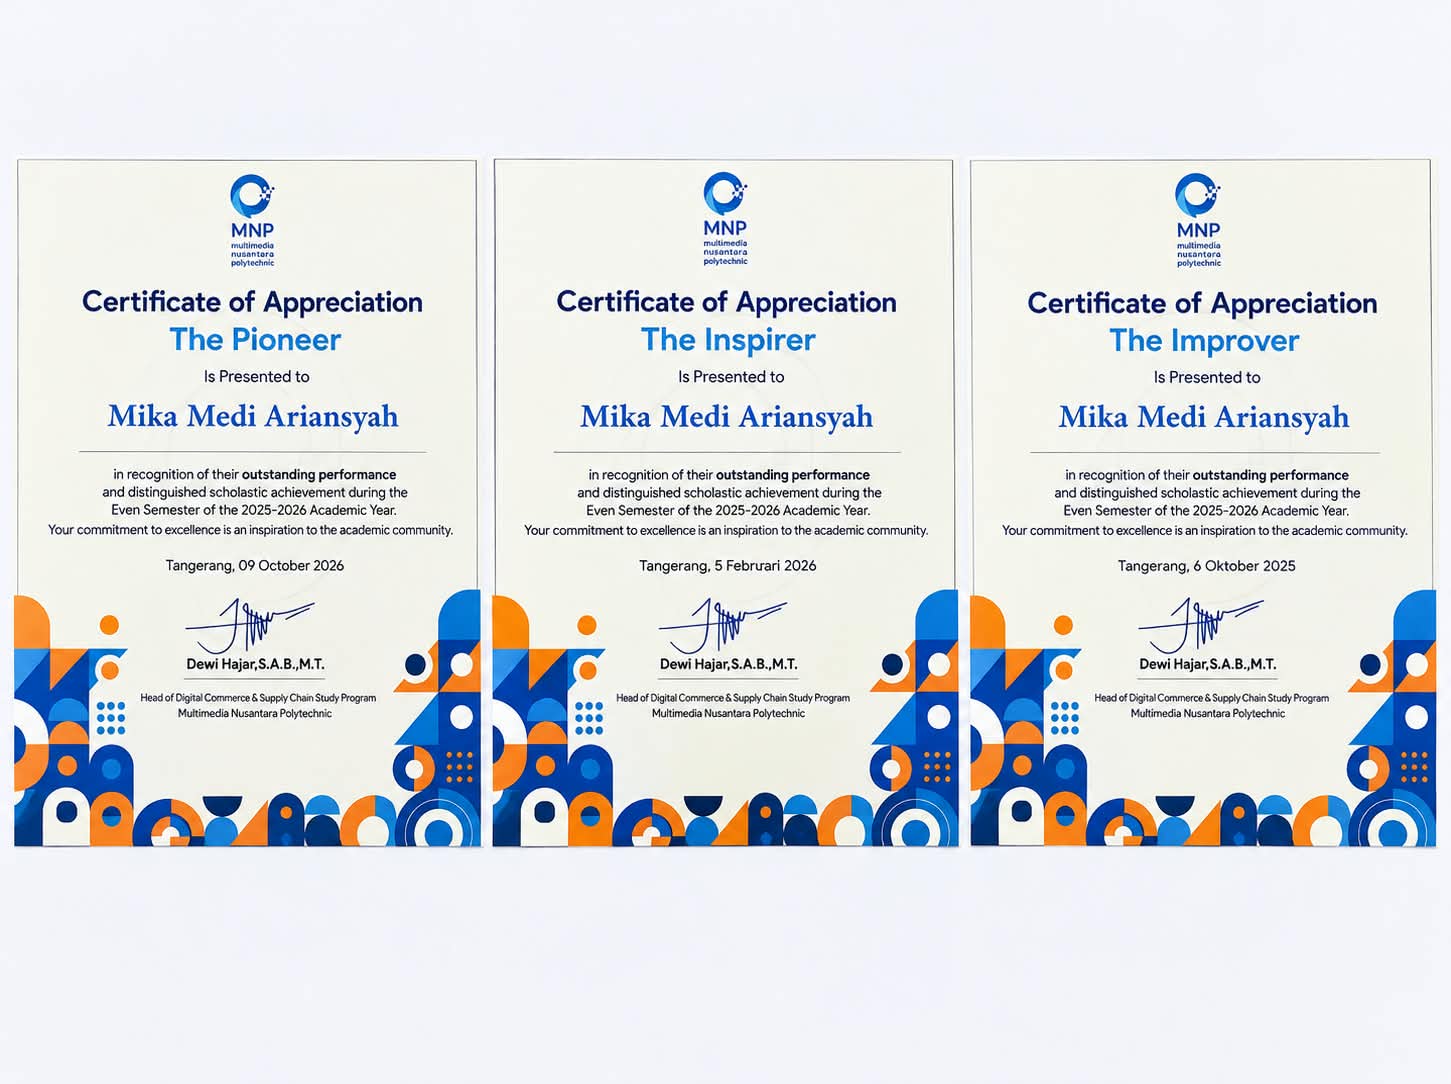 MNP
multimedia
nusantara
polytechnic
Certificate of Appreciation
The Pioneer
Is Presented to
Mika Medi Ariansyah
in recognition of their outstanding performance
and distinguished scholastic achievement during the
Even Semester of the 2025-2026 Academic Year.
Your commitment to excellence is an inspiration to the academic community.
Tangerang, 09 October 2026
Dewi Hajar,S.A.B.,M.T.
Head of Digital Commerce & Supply Chain Study Program
Multimedia Nusantara Polytechnic
MNP
multimedia
nusantara
polytechnic
Certificate of Appreciation
The Inspirer
Is Presented to
Mika Medi Ariansyah
in recognition of their outstanding performance
and distinguished scholastic achievement during the
Even Semester of the 2025-2026 Academic Year.
Your commitment to excellence is an inspiration to the academic community.
Tangerang, 5 Februari 2026
Dewi Hajar,S.A.B.,M.T.
Head of Digital Commerce & Supply Chain Study Program
Multimedia Nusantara Polytechnic
MNP
multimedia
nusantara
polytechnic
Certificate of Appreciation
The Improver
Is Presented to
Mika Medi Ariansyah
in recognition of their outstanding performance
and distinguished scholastic achievement during the
Even Semester of the 2025-2026 Academic Year.
Your commitment to excellence is an inspiration to the academic community.
Tangerang, 6 Oktober 2025
Dewi Hajar,S.A.B.,M.T.
Head of Digital Commerce & Supply Chain Study Program
Multimedia Nusantara Polytechnic